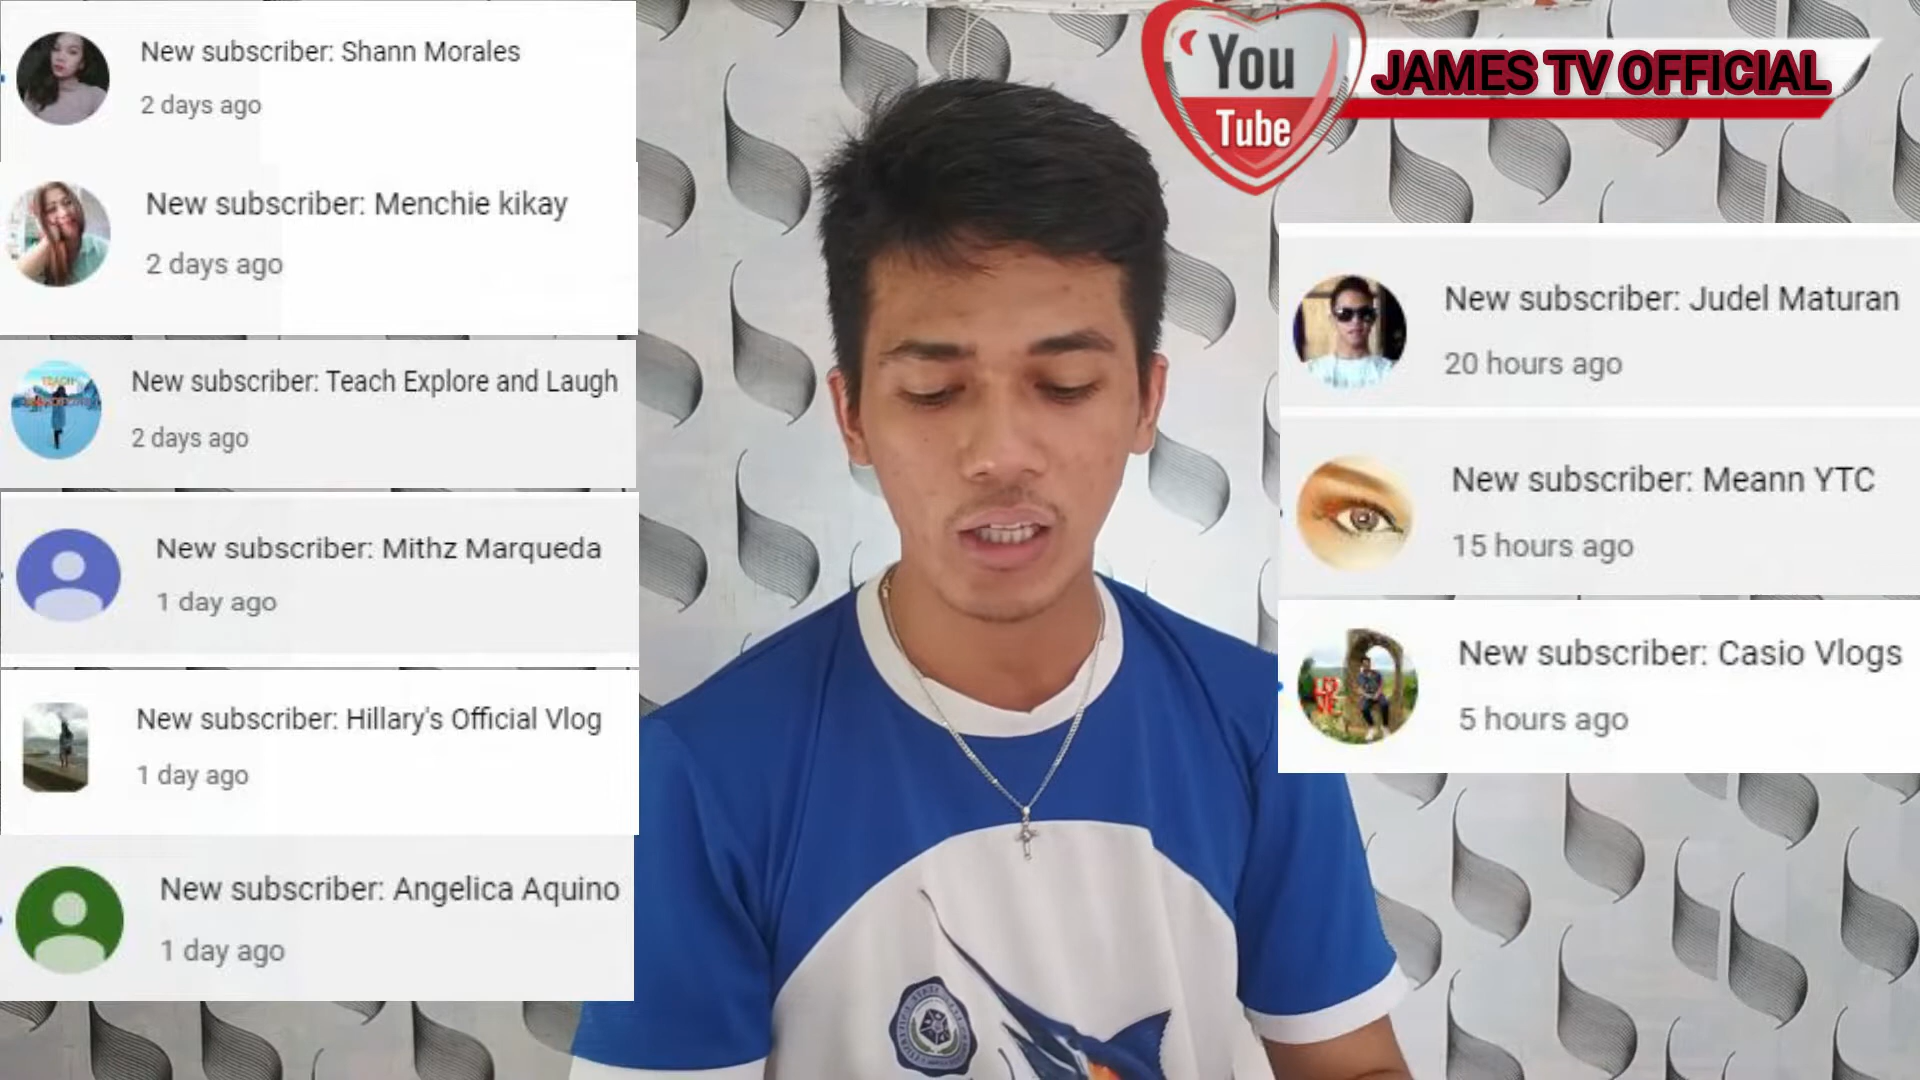 New subscriber: Shann Morales
2 days ago
New subscriber: Menchie kikay
2 days ago
New subscriber: Teach Explore and Laugh
2 days ago
New subscriber: Mithz Marqueda
1 day ago
New subscriber: Hillary's Official Vlog
1 day ago
New subscriber: Angelica Aquino
1 day ago
You
Tube
JAMES TV OFFICIAL
New subscriber: Judel Maturan
20 hours ago
New subscriber: Meann YTC
15 hours ago
New subscriber: Casio Vlogs
5 hours ago
TEACH